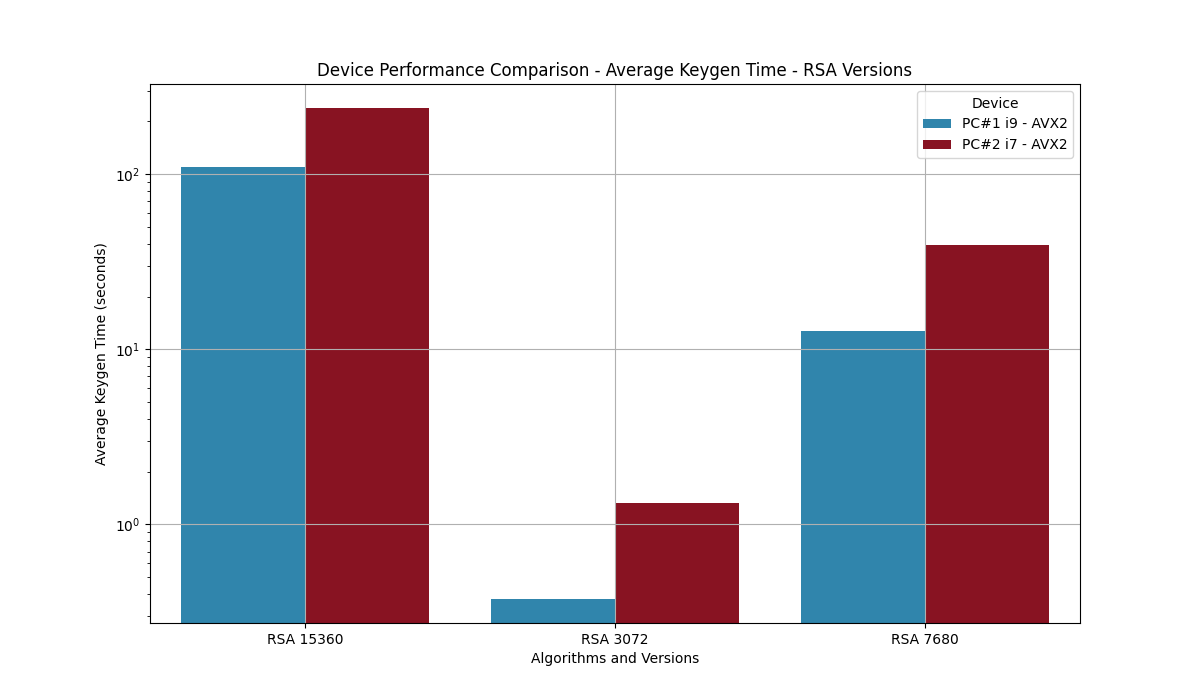 Device Performance Comparison - Average Keygen Time - RSA Versions
Device
PC#1 i9 - AVX2
PC#2 i7 - AVX2
Average Keygen Time (seconds)
10²
10¹
10⁰
RSA 15360
RSA 3072
RSA 7680
Algorithms and Versions